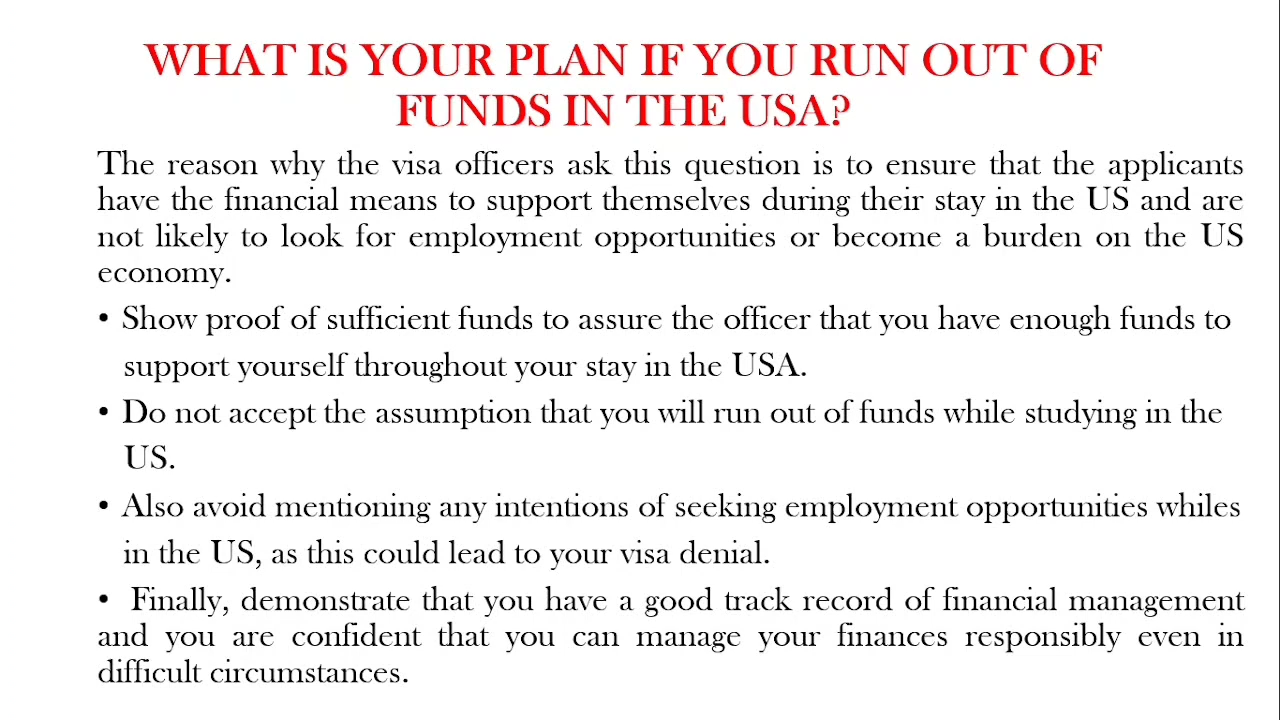 WHAT IS YOUR PLAN IF YOU RUN OUT OF
FUNDS IN THE USA?
The reason why the visa officers ask this question is to ensure that the applicants
have the financial means to support themselves during their stay in the US and are
not likely to look for employment opportunities or become a burden on the US
economy.
• Show proof of sufficient funds to assure the officer that you have enough funds to
support yourself throughout your stay in the USA.
• Do not accept the assumption that you will run out of funds while studying in the
US.
• Also avoid mentioning any intentions of seeking employment opportunities whiles
in the US, as this could lead to your visa denial.
• Finally, demonstrate that you have a good track record of financial management
and you are confident that you can manage your finances responsibly even in
difficult circumstances.